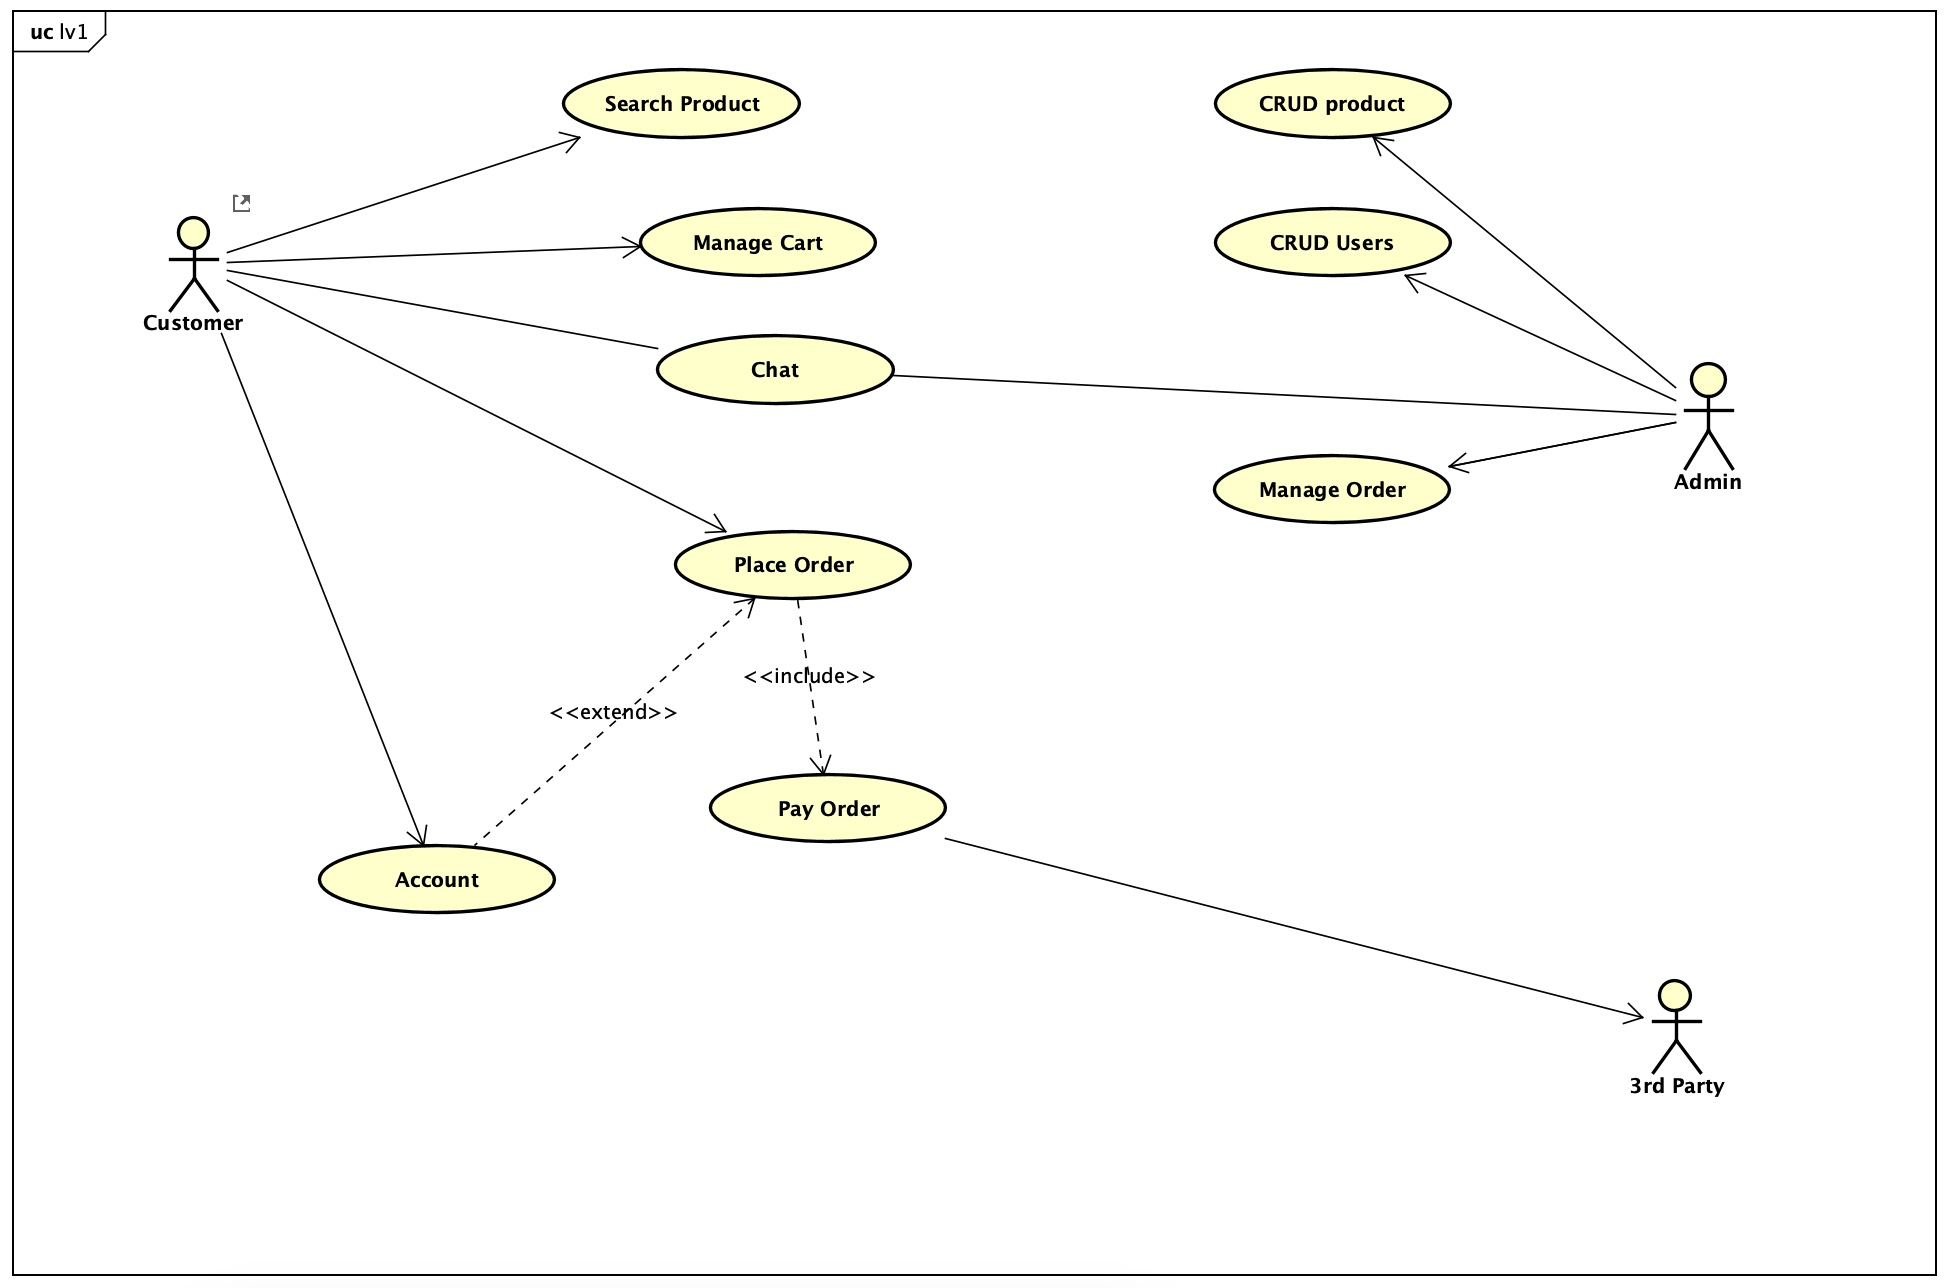 uc lv1
Search Product
CRUD product
Manage Cart
CRUD Users
Customer
Chat
Admin
Manage Order
Place Order
<<include>>
<<extend>>
Pay Order
Account
3rd Party